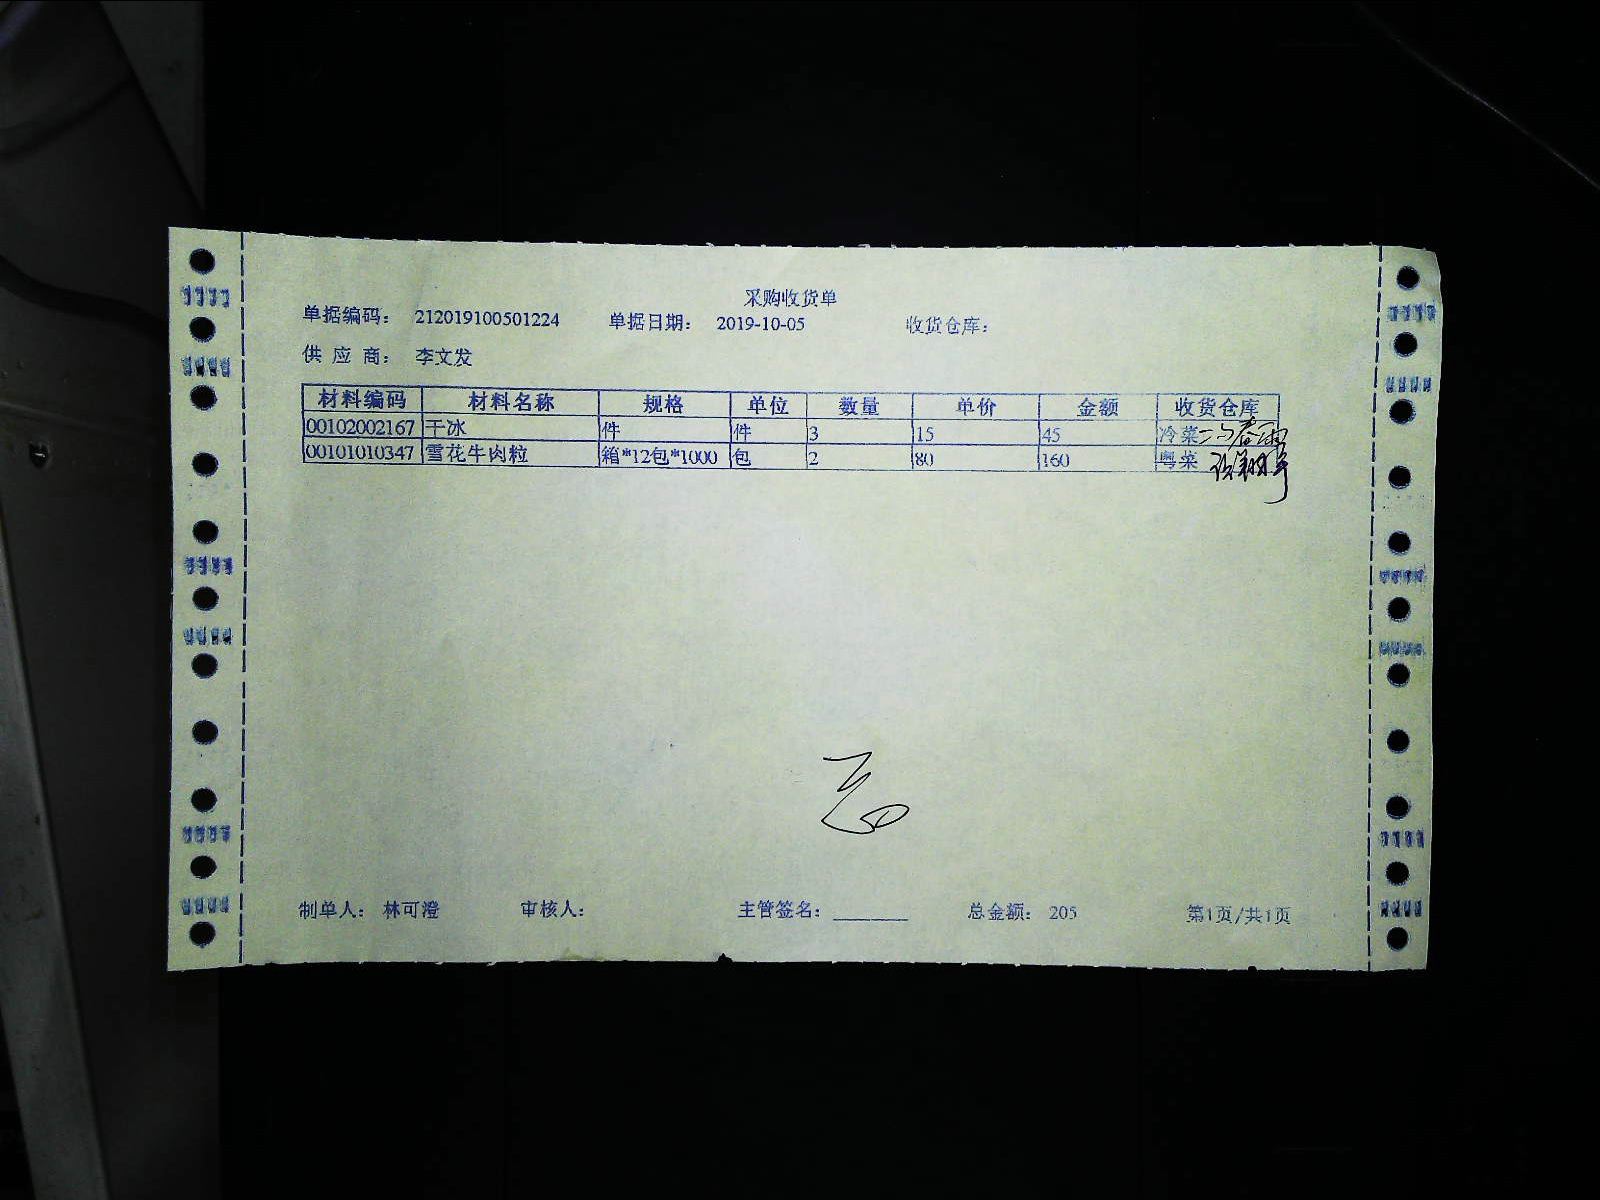 采购收货单
单据编码： 212019100501224 单据日期： 2019-10-05 收货仓库：
供 应 商： 李文发
材料编码 材料名称 规格 单位 数量 单价 金额 收货仓库
00102002167 干冰 件 件 3 15 45 冷菜
00101010347 雪花牛肉粒 箱*12包*1000 包 2 80 160 粤菜
制单人： 林可澄 审核人： 主管签名：________ 总金额： 205 第1页/共1页